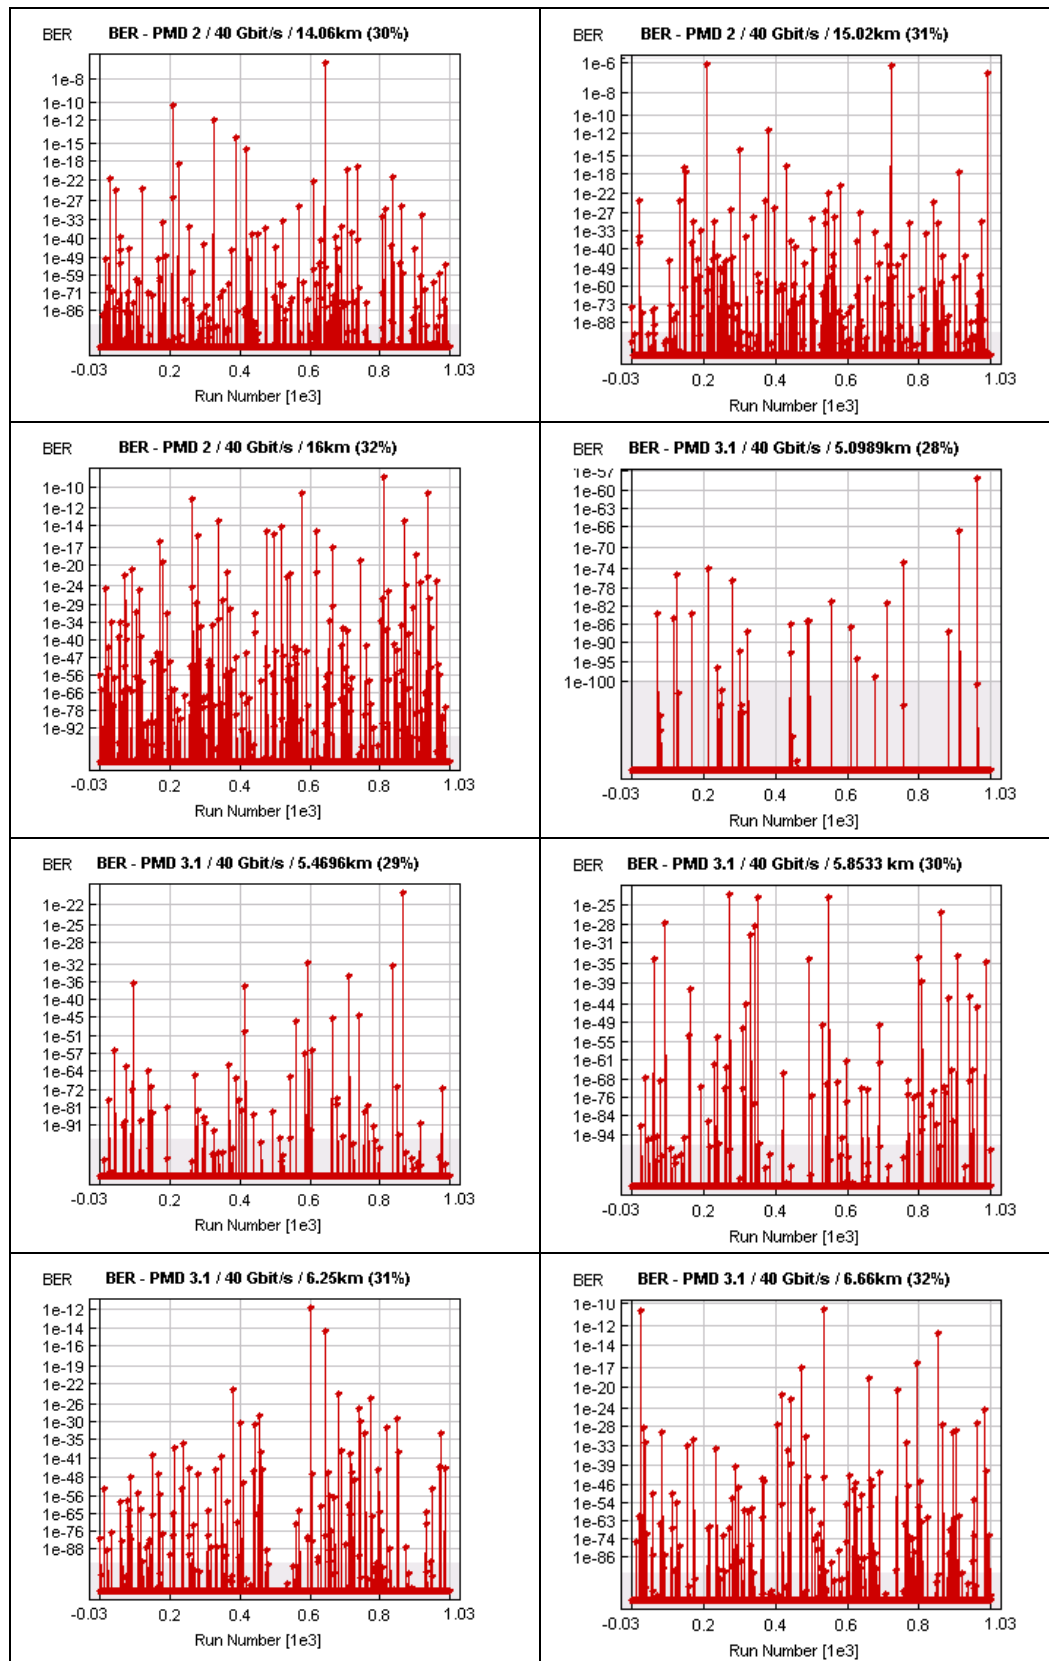 BER BER - PMD 2 / 40 Gbit/s / 14.06km (30%)
1e-8
1e-10
1e-12
1e-15
1e-18
1e-22
1e-27
1e-33
1e-40
1e-49
1e-59
1e-71
1e-86
-0.03 0.2 0.4 0.6 0.8 1.03
Run Number [1e3]
BER BER - PMD 2 / 40 Gbit/s / 15.02km (31%)
1e-6
1e-8
1e-10
1e-12
1e-15
1e-18
1e-22
1e-27
1e-33
1e-40
1e-49
1e-60
1e-73
1e-88
-0.03 0.2 0.4 0.6 0.8 1.03
Run Number [1e3]
BER BER - PMD 2 / 40 Gbit/s / 16km (32%)
1e-10
1e-12
1e-14
1e-17
1e-20
1e-24
1e-29
1e-34
1e-40
1e-47
1e-56
1e-66
1e-78
1e-92
-0.03 0.2 0.4 0.6 0.8 1.03
Run Number [1e3]
BER BER - PMD 3.1 / 40 Gbit/s / 5.0989km (28%)
1e-57
1e-60
1e-63
1e-66
1e-70
1e-74
1e-78
1e-82
1e-86
1e-90
1e-95
1e-100
-0.03 0.2 0.4 0.6 0.8 1.03
Run Number [1e3]
BER BER - PMD 3.1 / 40 Gbit/s / 5.4696km (29%)
1e-22
1e-25
1e-28
1e-32
1e-36
1e-40
1e-45
1e-51
1e-57
1e-64
1e-72
1e-81
1e-91
-0.03 0.2 0.4 0.6 0.8 1.03
Run Number [1e3]
BER BER - PMD 3.1 / 40 Gbit/s / 5.8533 km (30%)
1e-25
1e-28
1e-31
1e-35
1e-39
1e-44
1e-49
1e-55
1e-61
1e-68
1e-76
1e-84
1e-94
-0.03 0.2 0.4 0.6 0.8 1.03
Run Number [1e3]
BER BER - PMD 3.1 / 40 Gbit/s / 6.25km (31%)
1e-12
1e-14
1e-16
1e-19
1e-22
1e-26
1e-30
1e-35
1e-41
1e-48
1e-56
1e-65
1e-76
1e-88
-0.03 0.2 0.4 0.6 0.8 1.03
Run Number [1e3]
BER BER - PMD 3.1 / 40 Gbit/s / 6.66km (32%)
1e-10
1e-12
1e-14
1e-17
1e-20
1e-24
1e-28
1e-33
1e-39
1e-46
1e-54
1e-63
1e-74
1e-86
-0.03 0.2 0.4 0.6 0.8 1.03
Run Number [1e3]